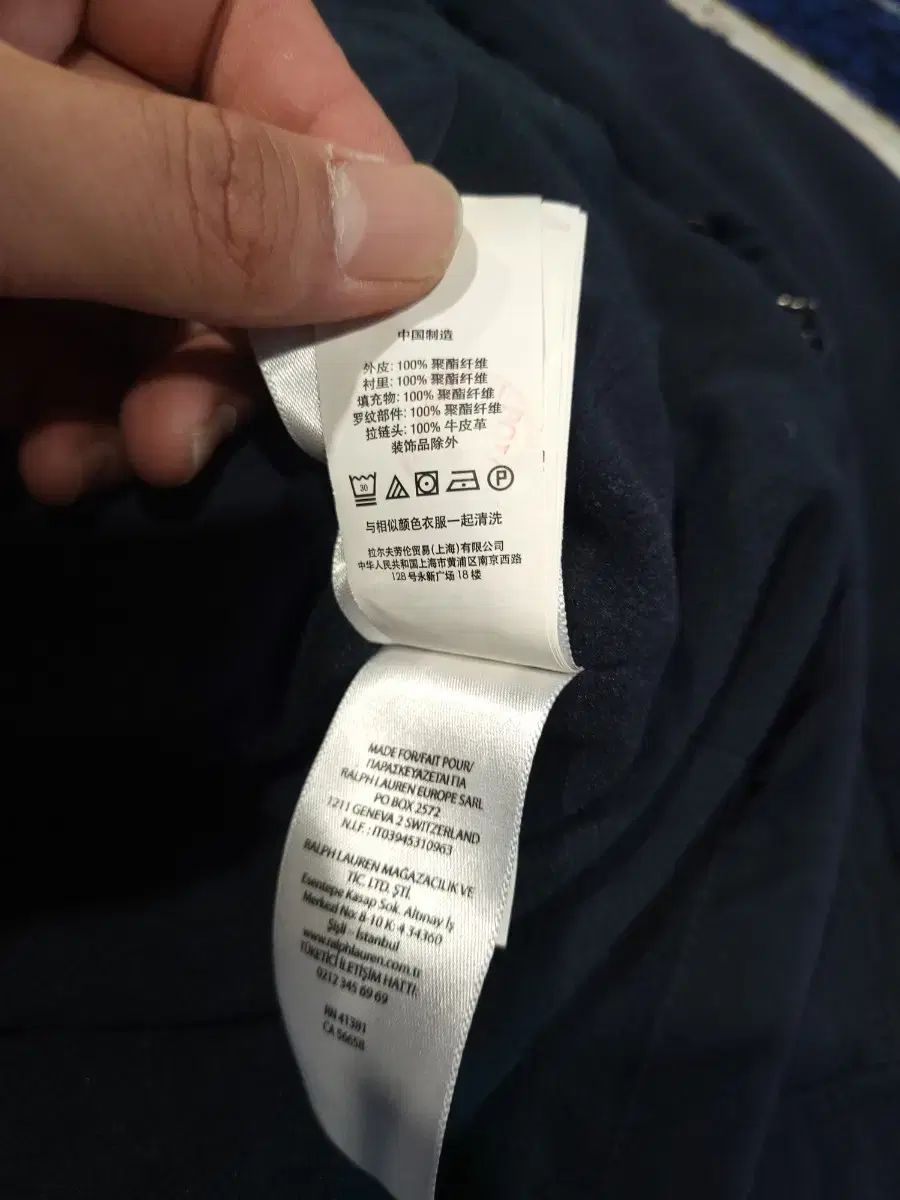 中国制造
外皮: 100% 聚酯纤维
衬里: 100% 聚酯纤维
填充物: 100% 聚酯纤维
罗纹部件: 100% 聚酯纤维
拉链头: 100% 牛皮革
装饰品除外
30
P
与相似颜色衣服一起清洗
拉尔夫劳伦贸易(上海)有限公司
中华人民共和国上海市黄浦区南京西路
128 号永新广场 18 楼
MADE FOR/FAIT POUR/
ΠΑΡΑΣΚΕΥΑΖΕΤΑΙ ΓΙΑ
RALPH LAUREN EUROPE SARL
PO BOX 2572
1211 GENEVA 2 SWITZERLAND
N.I.F.: IT03945310963
RALPH LAUREN MAĞAZACILIK VE
TİC. LTD. ŞTİ.
Esentepe Kasap Sok. Altınay İş
Merkezi No: 8-10 K: 4 34360
Şişli - İstanbul
www.ralphlauren.com.tr
TÜKETİCİ İLETİŞİM HATTI:
0212 345 69 69
RN 41381
CA 56658